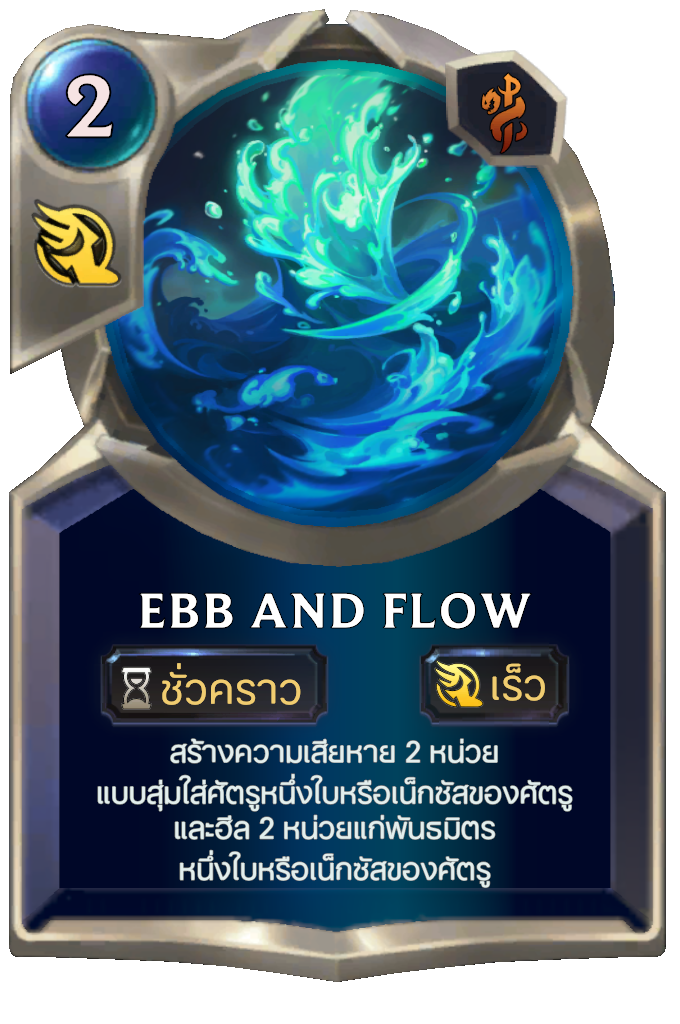 2
EBB AND FLOW
ชั่วคราว
เร็ว
สร้างความเสียหาย 2 หน่วย
แบบสุ่มใส่ศัตรูหนึ่งใบหรือเน็กซัสของศัตรู
และฮีล 2 หน่วยแก่พันธมิตร
หนึ่งใบหรือเน็กซัสของศัตรู